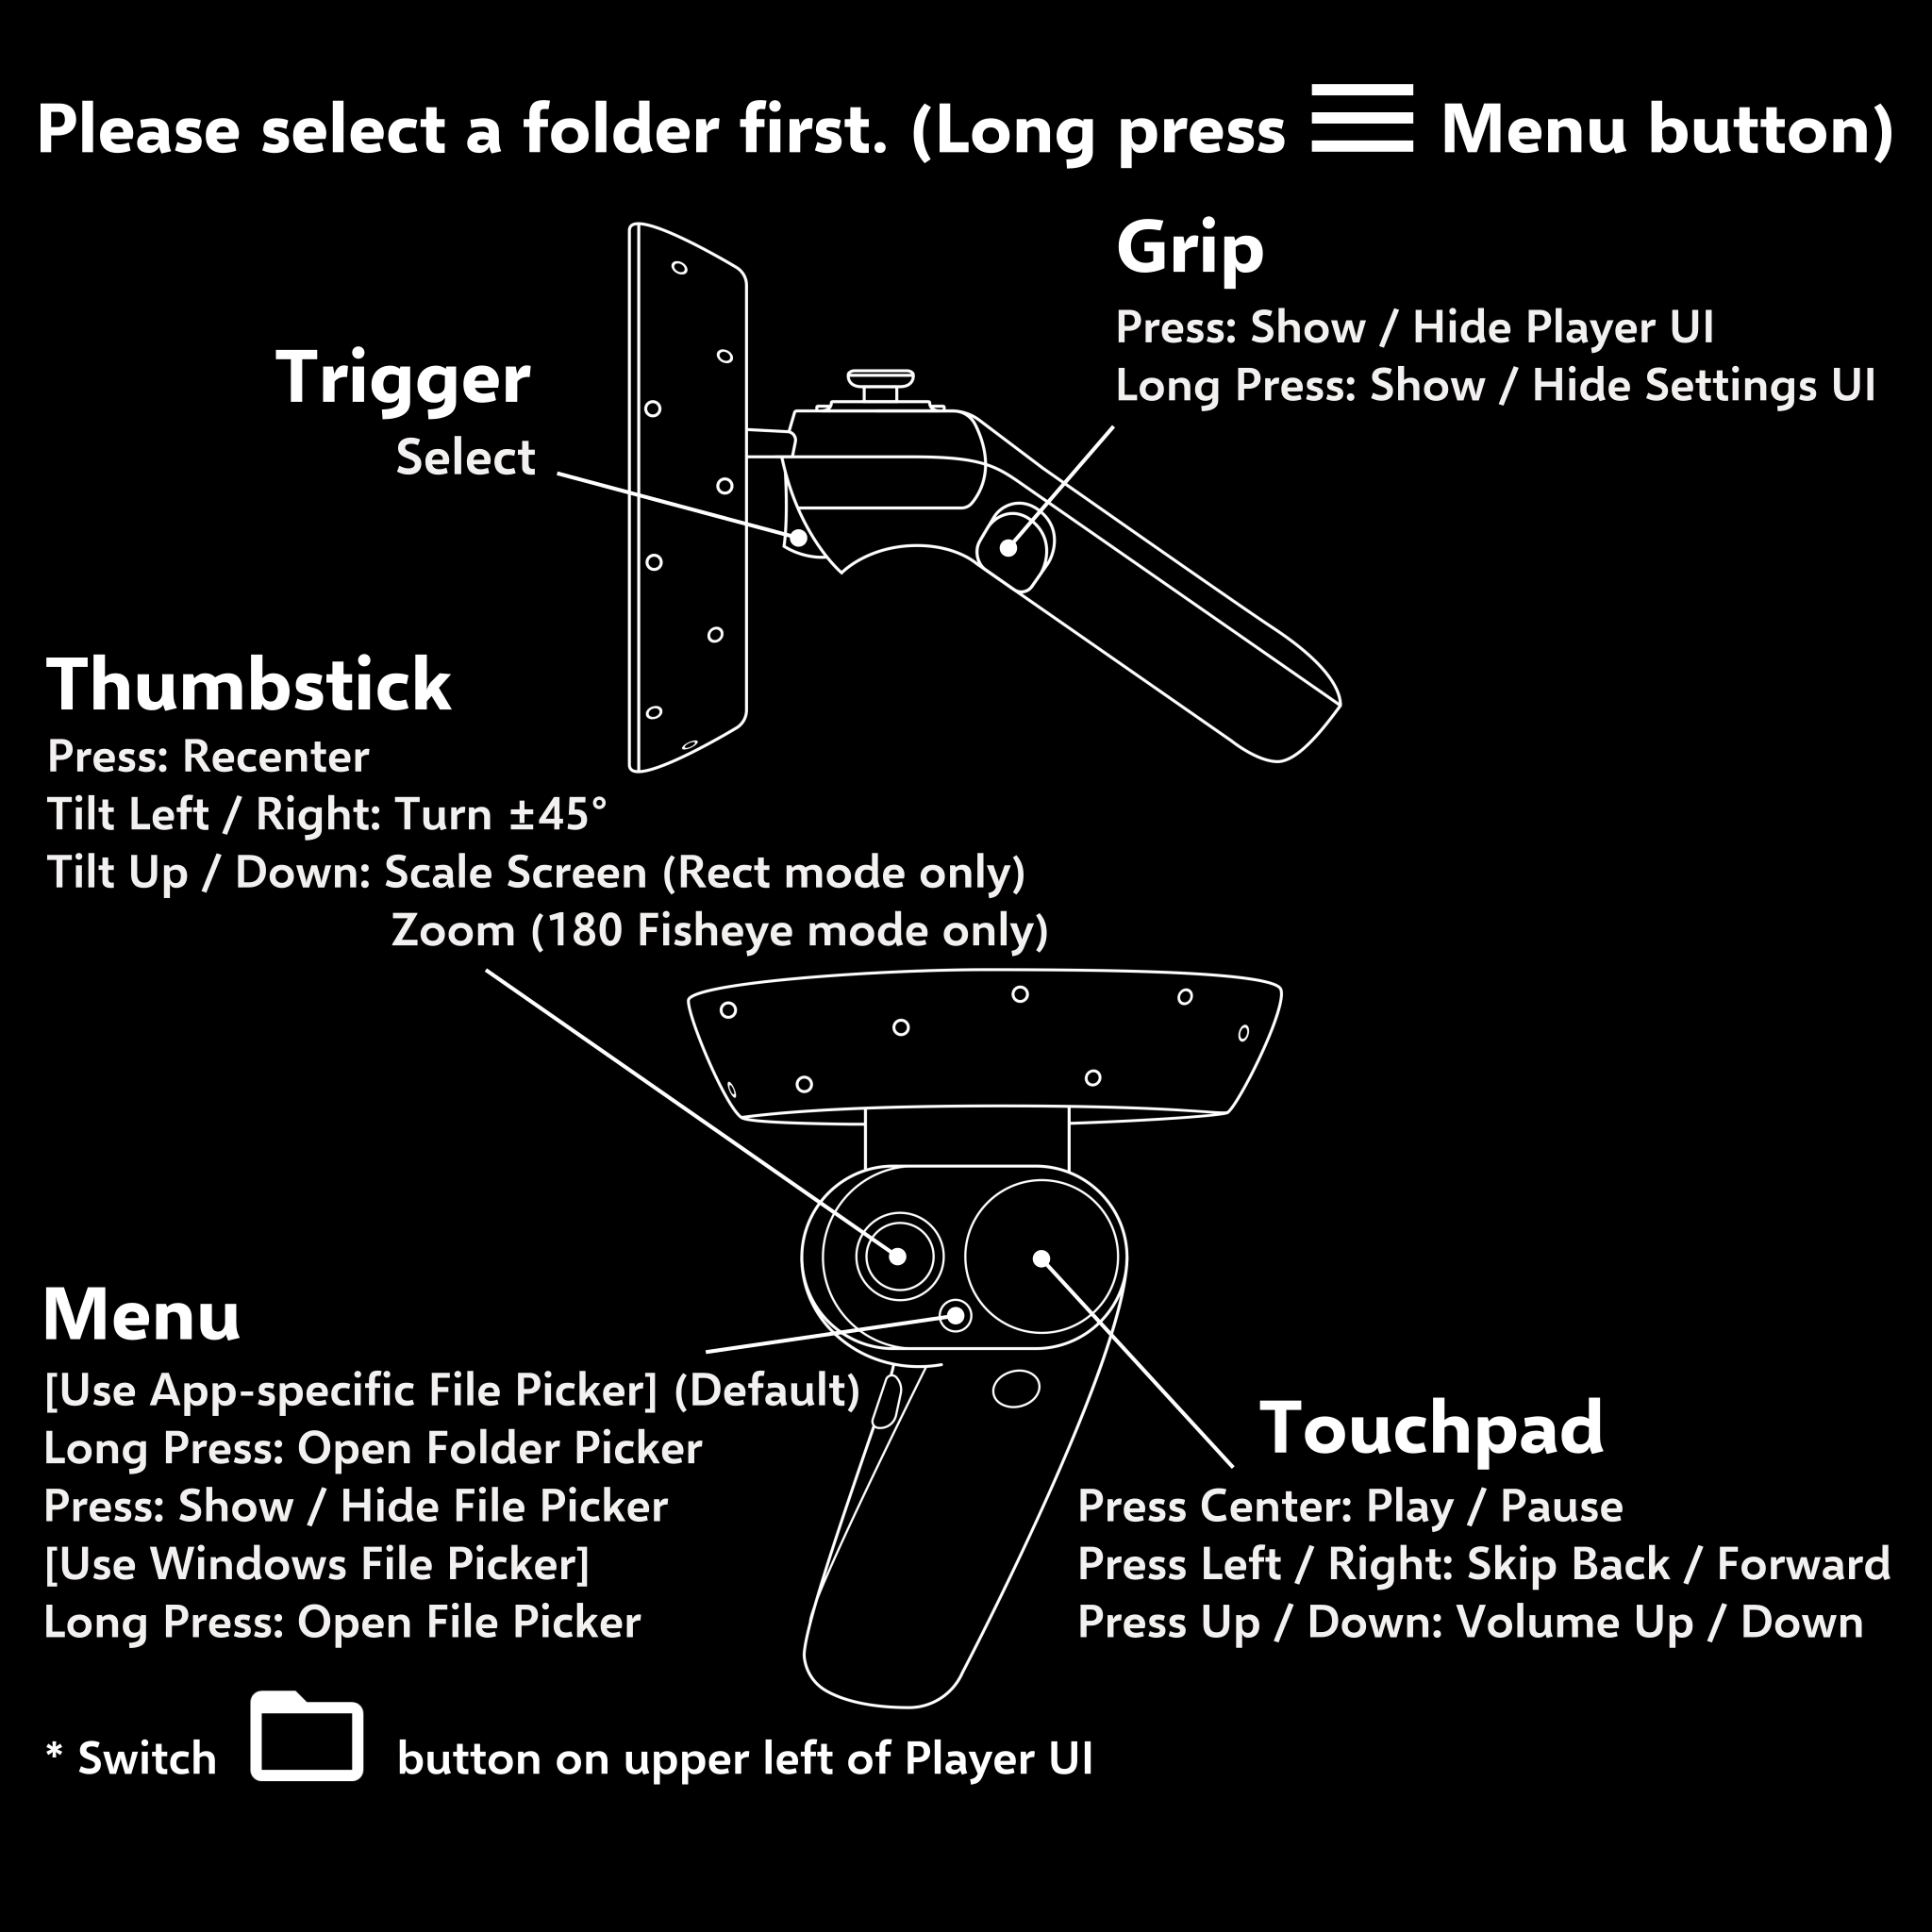 Please select a folder first. (Long press Menu button)
Grip
Press: Show / Hide Player UI
Long Press: Show / Hide Settings UI
Trigger
Select
Thumbstick
Press: Recenter
Tilt Left / Right: Turn ±45°
Tilt Up / Down: Scale Screen (Rect mode only)
Zoom (180 Fisheye mode only)
Menu
[Use App-specific File Picker] (Default)
Long Press: Open Folder Picker
Press: Show / Hide File Picker
[Use Windows File Picker]
Long Press: Open File Picker
Touchpad
Press Center: Play / Pause
Press Left / Right: Skip Back / Forward
Press Up / Down: Volume Up / Down
* Switch button on upper left of Player UI